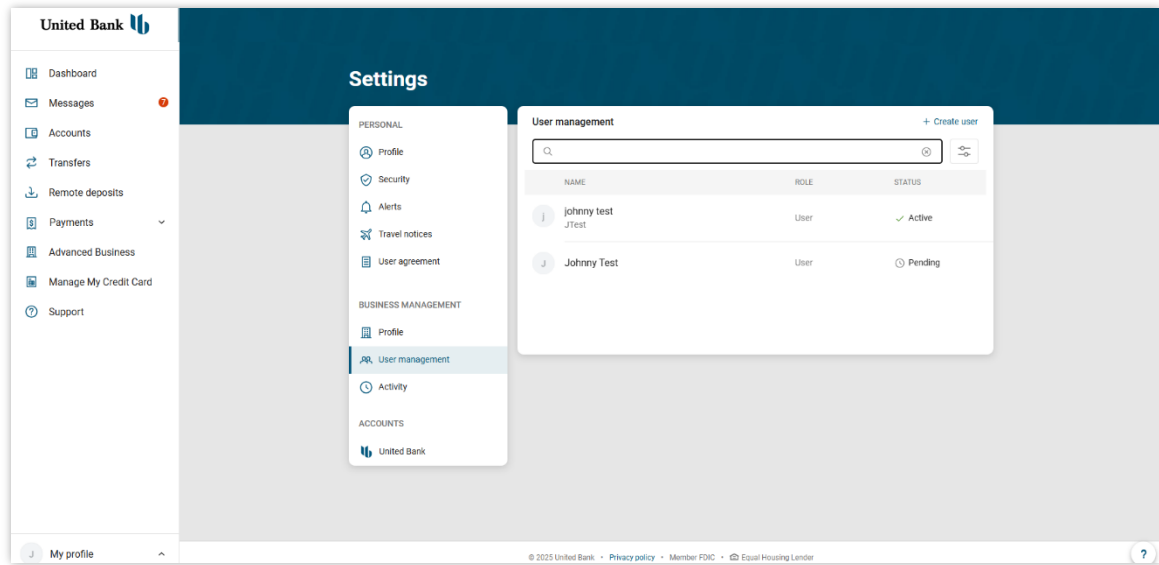 United Bank
Dashboard
Messages
7
Accounts
Transfers
Remote deposits
Payments
Advanced Business
Manage My Credit Card
Support
J
My profile
Settings
PERSONAL
Profile
Security
Alerts
Travel notices
User agreement
BUSINESS MANAGEMENT
Profile
User management
Activity
ACCOUNTS
United Bank
User management
+ Create user
NAME ROLE STATUS
j
johnny test User Active
JTest
J
Johnny Test User Pending
© 2025 United Bank • Privacy policy • Member FDIC • Equal Housing Lender
?